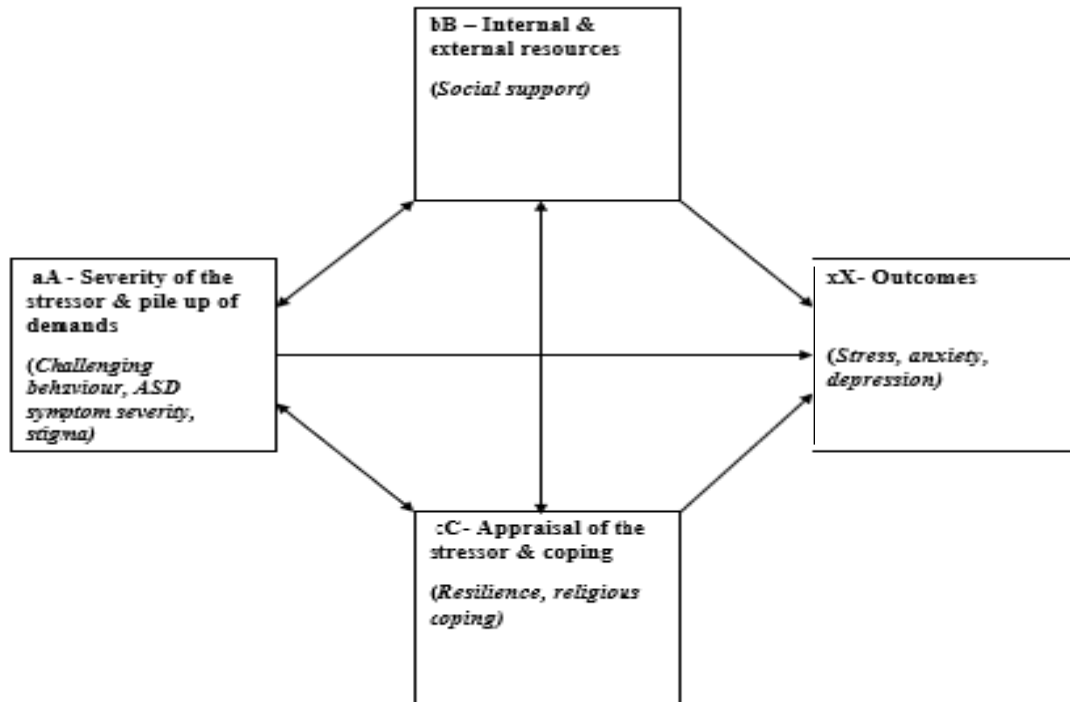 bB – Internal &
external resources
(Social support)
aA - Severity of the
stressor & pile up of
demands
(Challenging
behaviour, ASD
symptom severity,
stigma)
xX- Outcomes
(Stress, anxiety,
depression)
cC- Appraisal of the
stressor & coping
(Resilience, religious
coping)